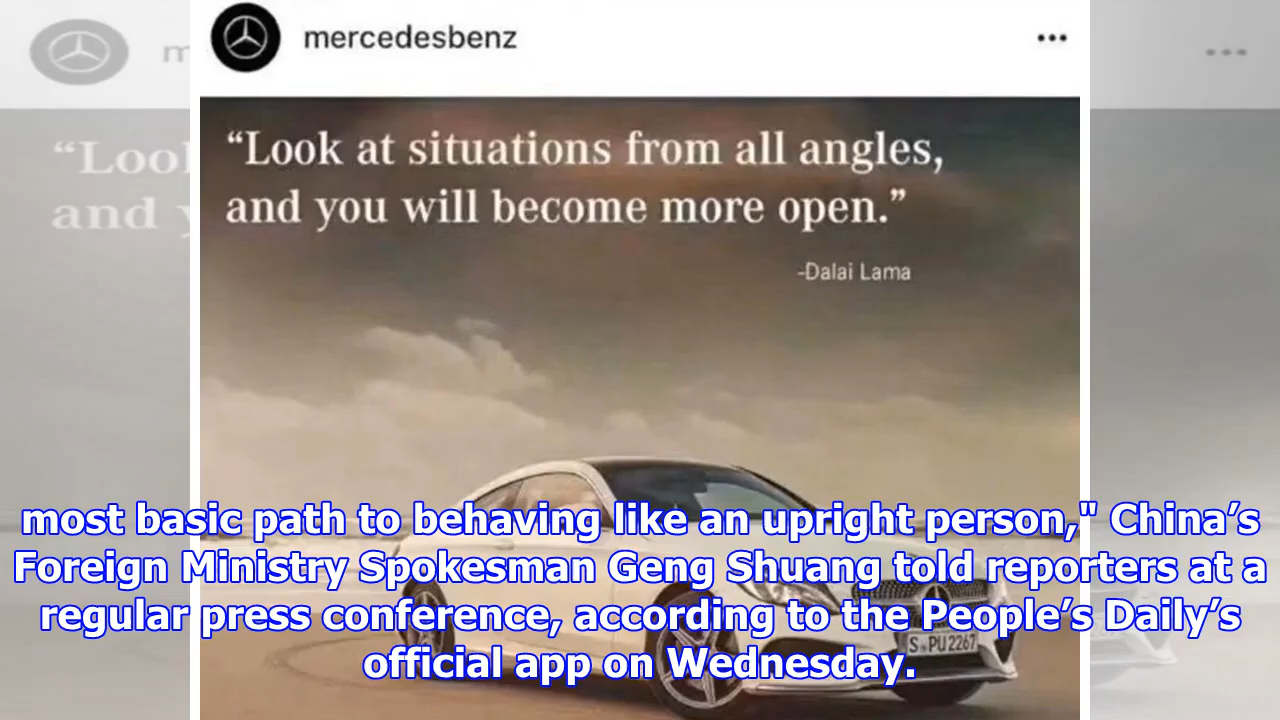 mercedesbenz
“Look at situations from all angles,
and you will become more open.”
-Dalai Lama
“Lool
and y
m
most basic path to behaving like an upright person," China’s
Foreign Ministry Spokesman Geng Shuang told reporters at a
regular press conference, according to the People’s Daily’s
official app on Wednesday.
S PU 2267